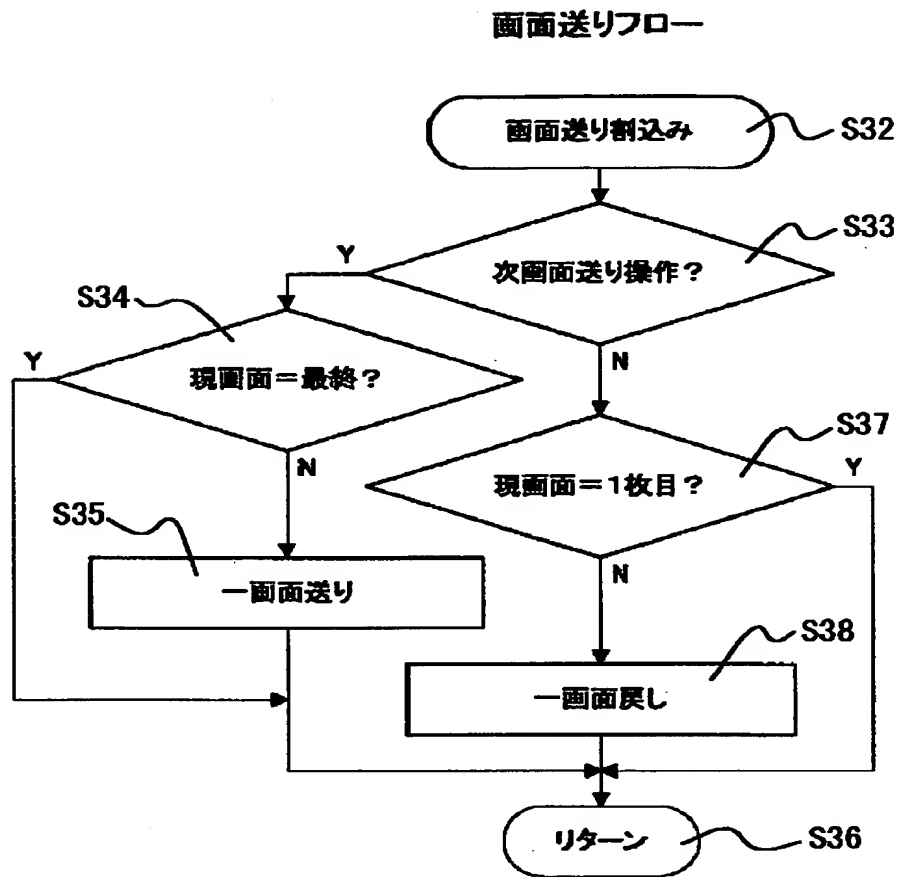 画面送りフロー
画面送り割込み
S32
S33
Y
次画面送り操作？
S34
Y
N
現画面＝最終？
S37
N
現画面＝1枚目？
Y
S35
一画面送り
N
S38
一画面戻し
リターン
S36